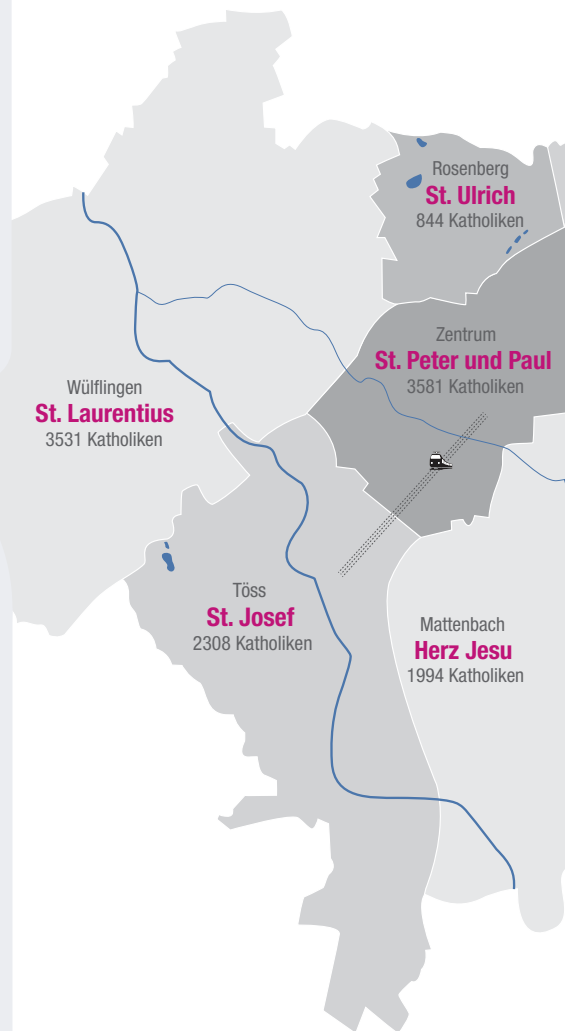 Rosenberg
St. Ulrich
844 Katholiken
Zentrum
St. Peter und Paul
3581 Katholiken
Wülflingen
St. Laurentius
3531 Katholiken
Töss
St. Josef
2308 Katholiken
Mattenbach
Herz Jesu
1994 Katholiken